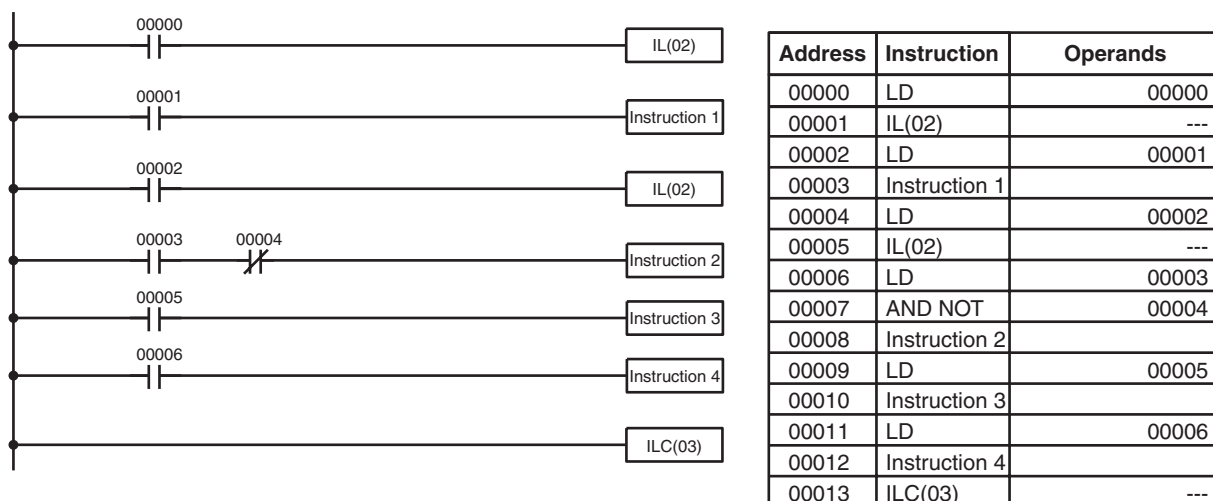 00000
IL(02)
00001
Instruction 1
00002
IL(02)
00003 00004
Instruction 2
00005
Instruction 3
00006
Instruction 4
ILC(03)
Address Instruction Operands
00000 LD 00000
00001 IL(02) ---
00002 LD 00001
00003 Instruction 1
00004 LD 00002
00005 IL(02) ---
00006 LD 00003
00007 AND NOT 00004
00008 Instruction 2
00009 LD 00005
00010 Instruction 3
00011 LD 00006
00012 Instruction 4
00013 ILC(03) ---